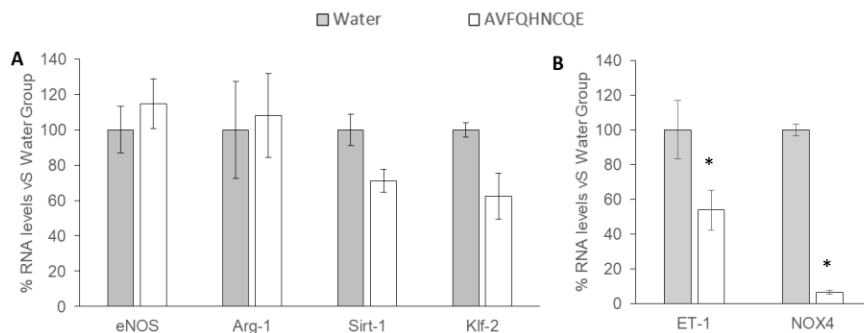 Water AVFQHNCQE
A
% RNA levels vS Water Group
140
120
100
80
60
40
20
0
eNOS Arg-1 Sirt-1 Klf-2
B
% RNA levels vS Water Group
140
120
100
80
60
40
20
0
*
*
ET-1 NOX4